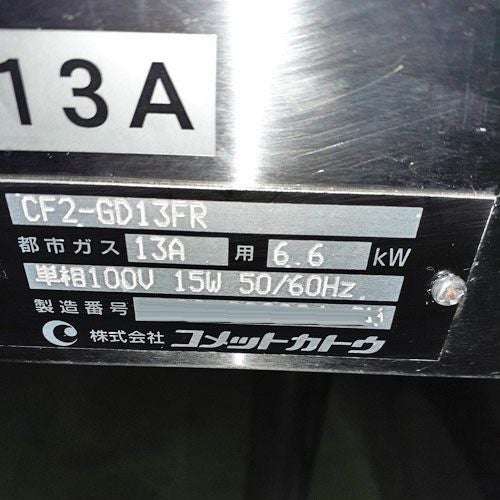 13A
CF2-GD13FR
都市ガス 13A 用 6.6 kW
単相100V 15W 50/60Hz
製造番号
株式会社 コメットカトウ